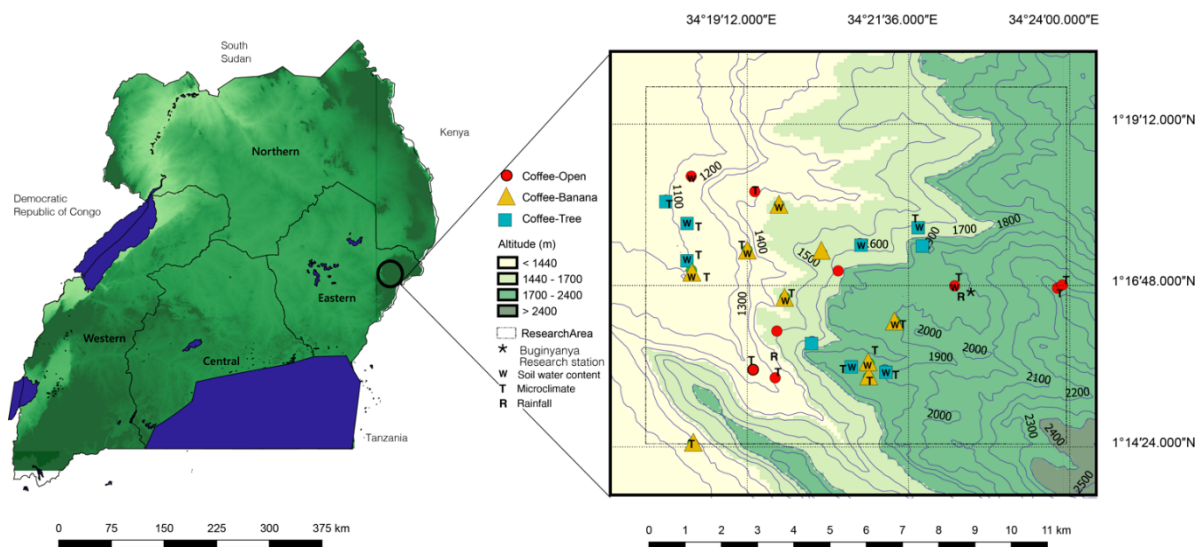 34°19'12.000"E 34°21'36.000"E 34°24'00.000"E
South
Sudan
Kenya
Northern
Democratic
Republic of Congo
Eastern
Western
Central
Tanzania
Coffee-Open
Coffee-Banana
Coffee-Tree
Altitude (m)
< 1440
1440 - 1700
1700 - 2400
> 2400
ResearchArea
* Buginyanya
Research station
W Soil water content
T Microclimate
R Rainfall
1°19'12.000"N
1°16'48.000"N
1°14'24.000"N
1200
1100
1400
1500
1300
1700
1800
2000
2000
1900
2000
2100
2200
2300
2400
2500
W
T
W
T
W
T
T
W
T
W
T
W
T
W
T
W
T
W
R
*
T
T
W
T
T
R
T
T
W
T
W
T
W
T
T
0 75 150 225 300 375 km
0 1 2 3 4 5 6 7 8 9 10 11 km